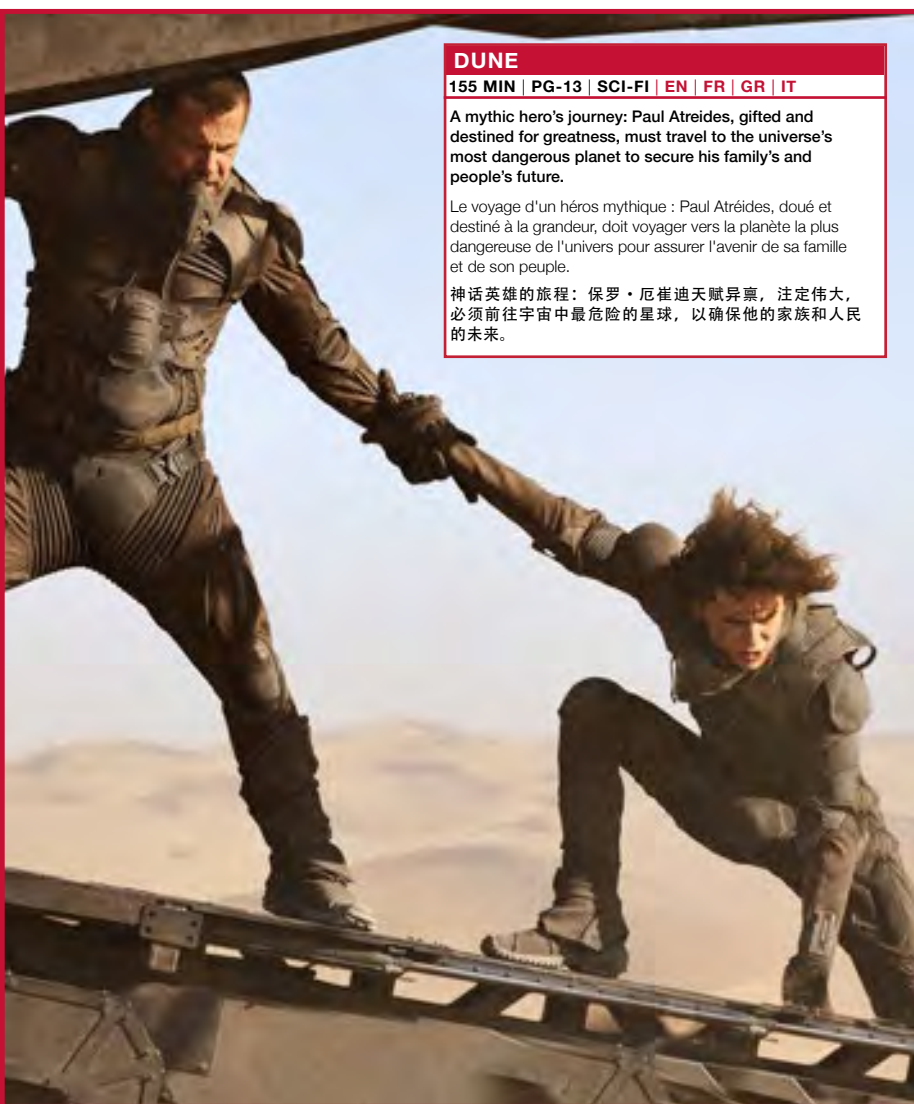 DUNE
155 MIN | PG-13 | SCI-FI | EN | FR | GR | IT
A mythic hero's journey: Paul Atreides, gifted and
destined for greatness, must travel to the universe's
most dangerous planet to secure his family's and
people's future.
Le voyage d'un héros mythique : Paul Atréides, doué et
destiné à la grandeur, doit voyager vers la planète la plus
dangereuse de l'univers pour assurer l'avenir de sa famille
et de son peuple.
神话英雄的旅程：保罗・厄崔迪天赋异禀，注定伟大，
必须前往宇宙中最危险的星球，以确保他的家族和人民
的未来。